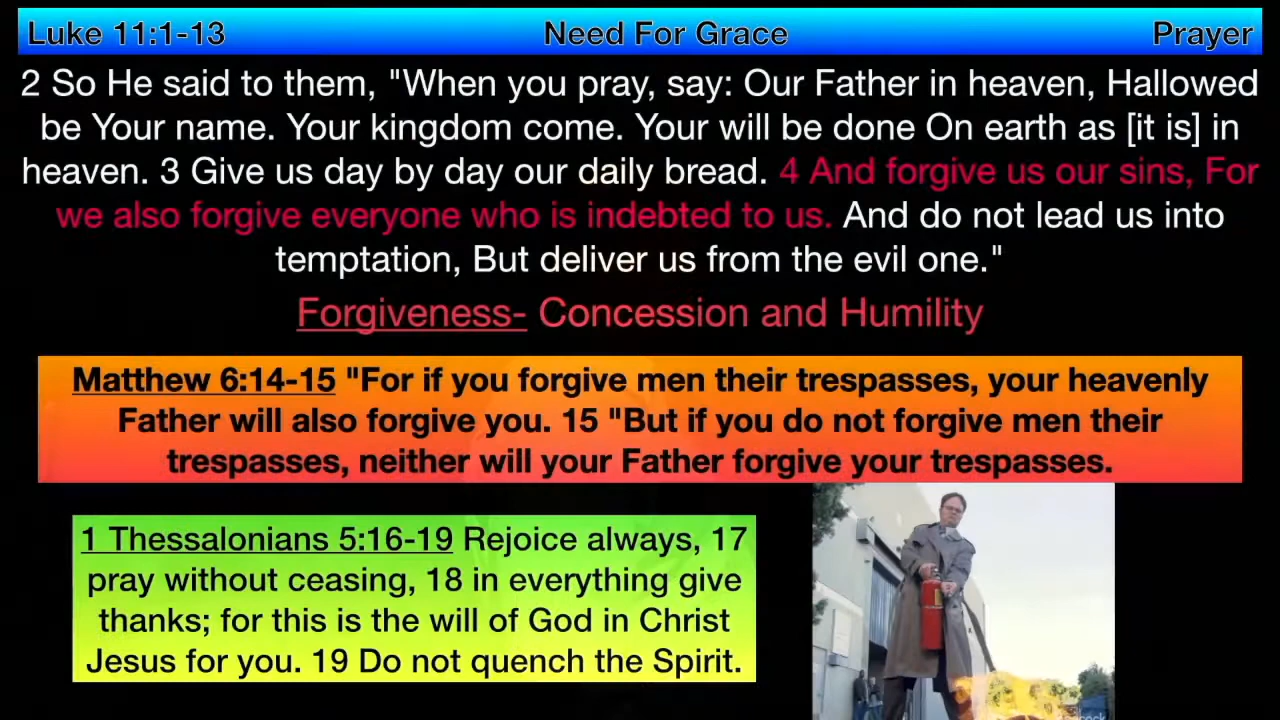 Luke 11:1-13 Need For Grace Prayer
2 So He said to them, "When you pray, say: Our Father in heaven, Hallowed
be Your name. Your kingdom come. Your will be done On earth as [it is] in
heaven. 3 Give us day by day our daily bread. 4 And forgive us our sins, For
we also forgive everyone who is indebted to us. And do not lead us into
temptation, But deliver us from the evil one."
Forgiveness- Concession and Humility
Matthew 6:14-15 "For if you forgive men their trespasses, your heavenly
Father will also forgive you. 15 "But if you do not forgive men their
trespasses, neither will your Father forgive your trespasses.
1 Thessalonians 5:16-19 Rejoice always, 17
pray without ceasing, 18 in everything give
thanks; for this is the will of God in Christ
Jesus for you. 19 Do not quench the Spirit.